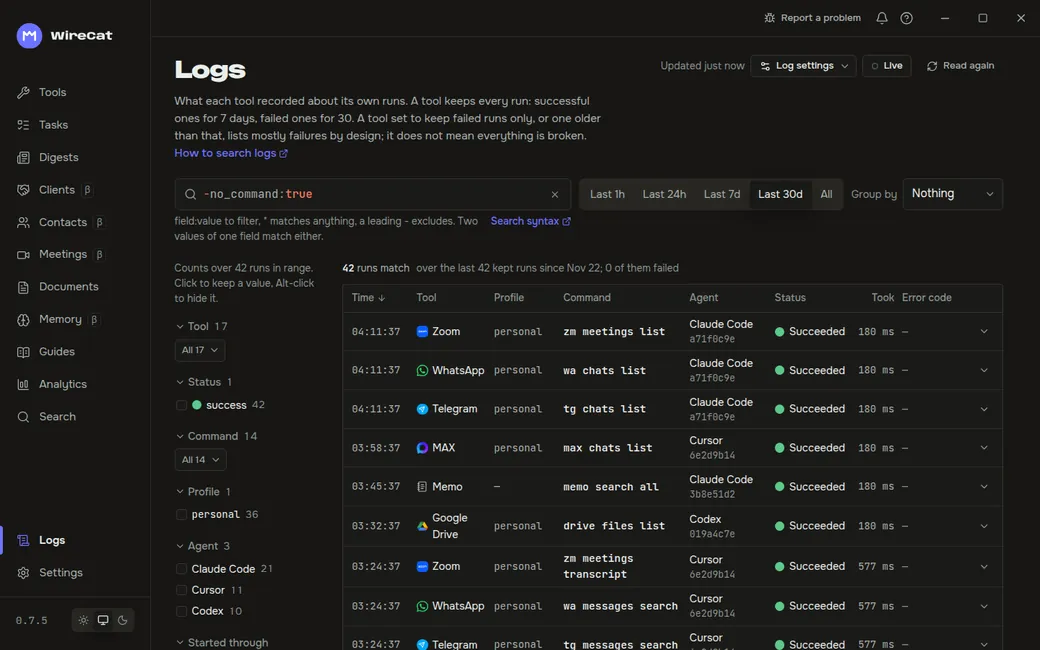 WireCat
Report a problem
Tools
Tasks
Digests
Clients β
Contacts β
Meetings β
Documents
Memory β
Guides
Analytics
Search
Logs
Settings
0.7.5
Logs
Updated just now
Log settings
Live
Read again
What each tool recorded about its own runs. A tool keeps every run: successful
ones for 7 days, failed ones for 30. A tool set to keep failed runs only, or one older
than that, lists mostly failures by design; it does not mean everything is broken.
How to search logs
-no_command:true
Last 1h Last 24h Last 7d Last 30d All
Group by Nothing
field:value to filter, * matches anything, a leading - excludes. Two
values of one field match either.
Search syntax
Counts over 42 runs in range.
Click to keep a value, Alt-click
to hide it.
Tool 17
All 17
Status 1
success 42
Command 14
All 14
Profile 1
personal 36
Agent 3
Claude Code 21
Cursor 11
Codex 10
Started through
42 runs match over the last 42 kept runs since Nov 22; 0 of them failed
Time ↓ Tool Profile Command Agent Status Took Error code
04:11:37 Zoom personal zm meetings list Claude Code a71f0c9e Succeeded 180 ms —
04:11:37 WhatsApp personal wa chats list Claude Code a71f0c9e Succeeded 180 ms —
04:11:37 Telegram personal tg chats list Claude Code a71f0c9e Succeeded 180 ms —
03:58:37 MAX personal max chats list Cursor 6e2d9b14 Succeeded 180 ms —
03:45:37 Memo — memo search all Claude Code 3b8e51d2 Succeeded 180 ms —
03:32:37 Google Drive personal drive files list Codex 019a4c7e Succeeded 180 ms —
03:24:37 Zoom personal zm meetings transcript Cursor 6e2d9b14 Succeeded 577 ms —
03:24:37 WhatsApp personal wa messages search Cursor 6e2d9b14 Succeeded 577 ms —
03:24:37 Telegram personal tg messages search Cursor Succeeded 577 ms —